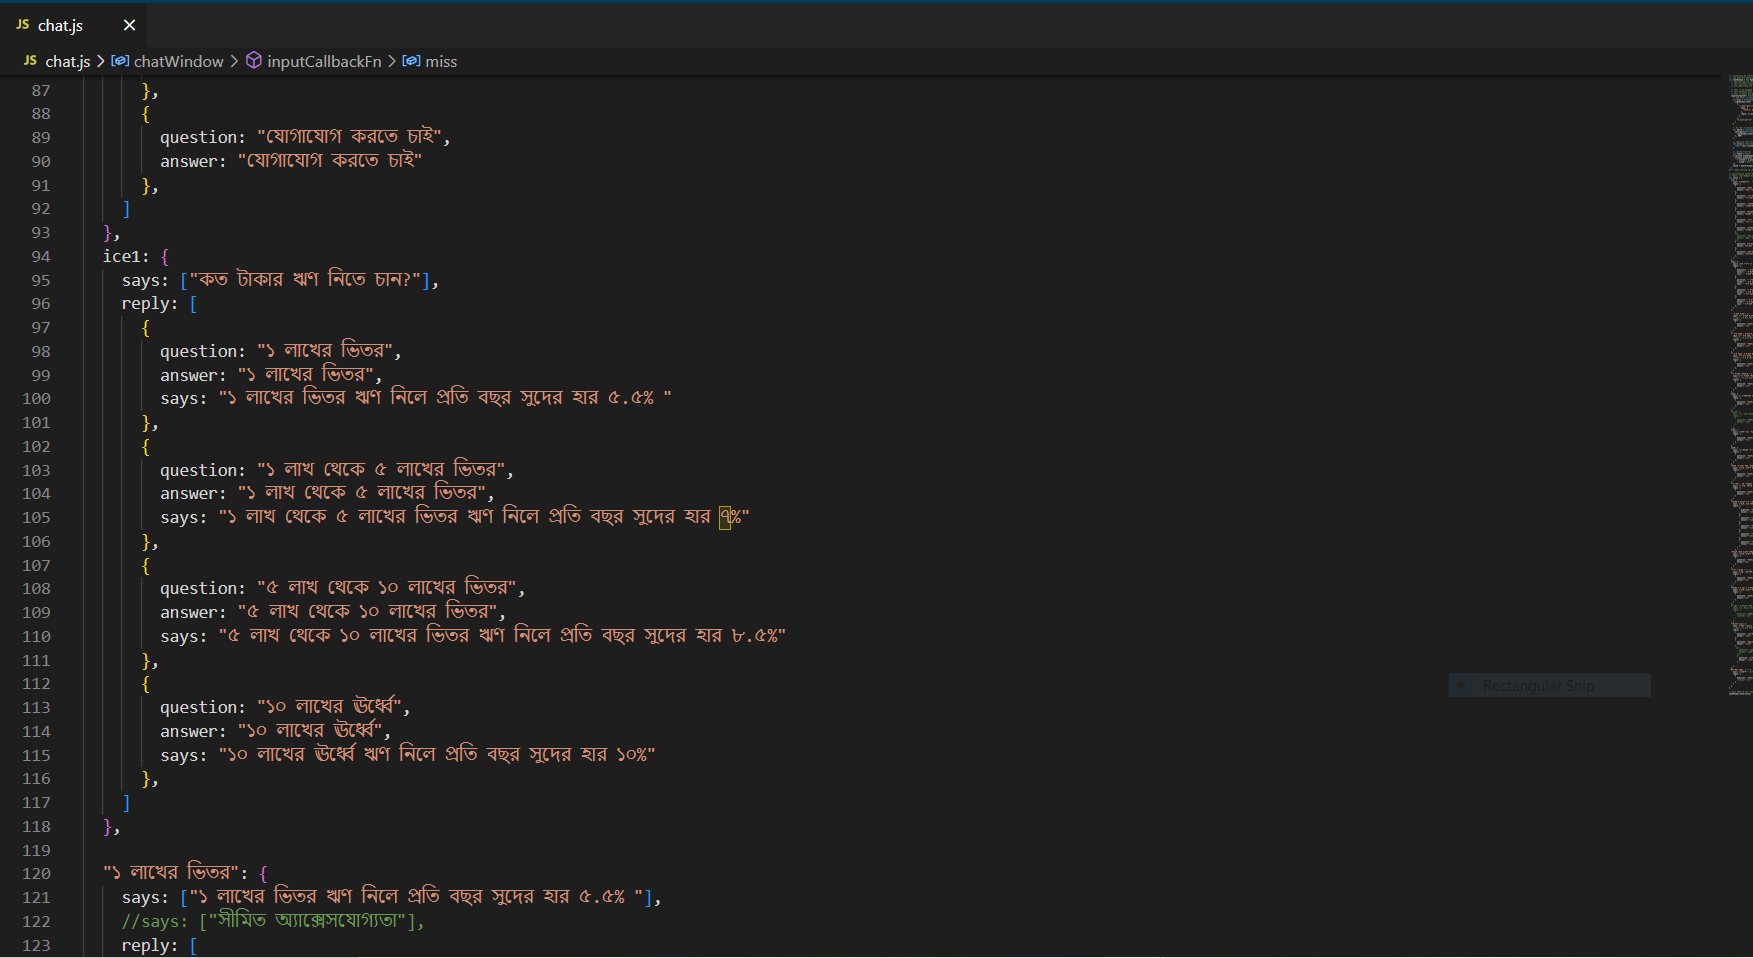 JS chat.js ×
JS chat.js > chatWindow > inputCallbackFn > miss
87 },
88 {
89 question: "যোগাযোগ করতে চাই",
90 answer: "যোগাযোগ করতে চাই"
91 },
92 ]
93 },
94 ice1: {
95 says: ["কত টাকার ঋণ নিতে চান?"],
96 reply: [
97 {
98 question: "১ লাখের ভিতর",
99 answer: "১ লাখের ভিতর",
100 says: "১ লাখের ভিতর ঋণ নিলে প্রতি বছর সুদের হার ৫.৫% "
101 },
102 {
103 question: "১ লাখ থেকে ৫ লাখের ভিতর",
104 answer: "১ লাখ থেকে ৫ লাখের ভিতর",
105 says: "১ লাখ থেকে ৫ লাখের ভিতর ঋণ নিলে প্রতি বছর সুদের হার ৭%"
106 },
107 {
108 question: "৫ লাখ থেকে ১০ লাখের ভিতর",
109 answer: "৫ লাখ থেকে ১০ লাখের ভিতর",
110 says: "৫ লাখ থেকে ১০ লাখের ভিতর ঋণ নিলে প্রতি বছর সুদের হার ৮.৫%"
111 },
112 {
113 question: "১০ লাখের ঊর্ধ্বে",
114 answer: "১০ লাখের ঊর্ধ্বে",
115 says: "১০ লাখের ঊর্ধ্বে ঋণ নিলে প্রতি বছর সুদের হার ১০%"
116 },
117 ]
118 },
119
120 "১ লাখের ভিতর": {
121 says: ["১ লাখের ভিতর ঋণ নিলে প্রতি বছর সুদের হার ৫.৫% "],
122 //says: ["সীমিত অ্যাক্সেসযোগ্যতা"],
123 reply: [
Rectangular Snip